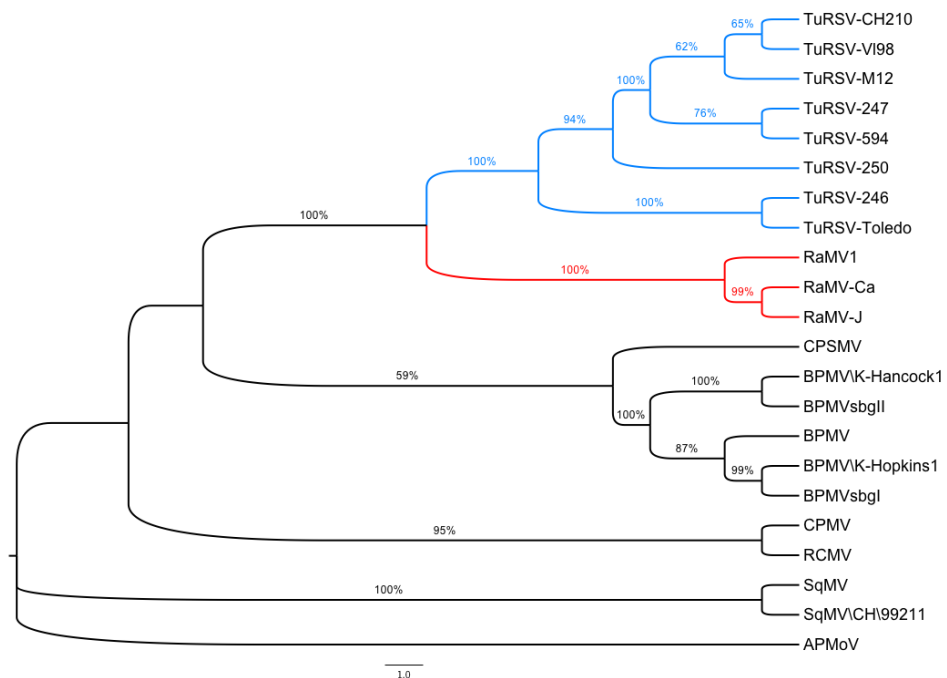 65%
TuRSV-CH210
62%
TuRSV-VI98
100%
TuRSV-M12
94%
76%
TuRSV-247
TuRSV-594
100%
TuRSV-250
100%
TuRSV-246
TuRSV-Toledo
100%
100%
RaMV1
99%
RaMV-Ca
RaMV-J
59%
CPSMV
100%
BPMV\K-Hancock1
100%
BPMVsbgII
87%
BPMV
99%
BPMV\K-Hopkins1
BPMVsbgI
95%
CPMV
RCMV
100%
SqMV
SqMV\CH\99211
APMoV
1.0